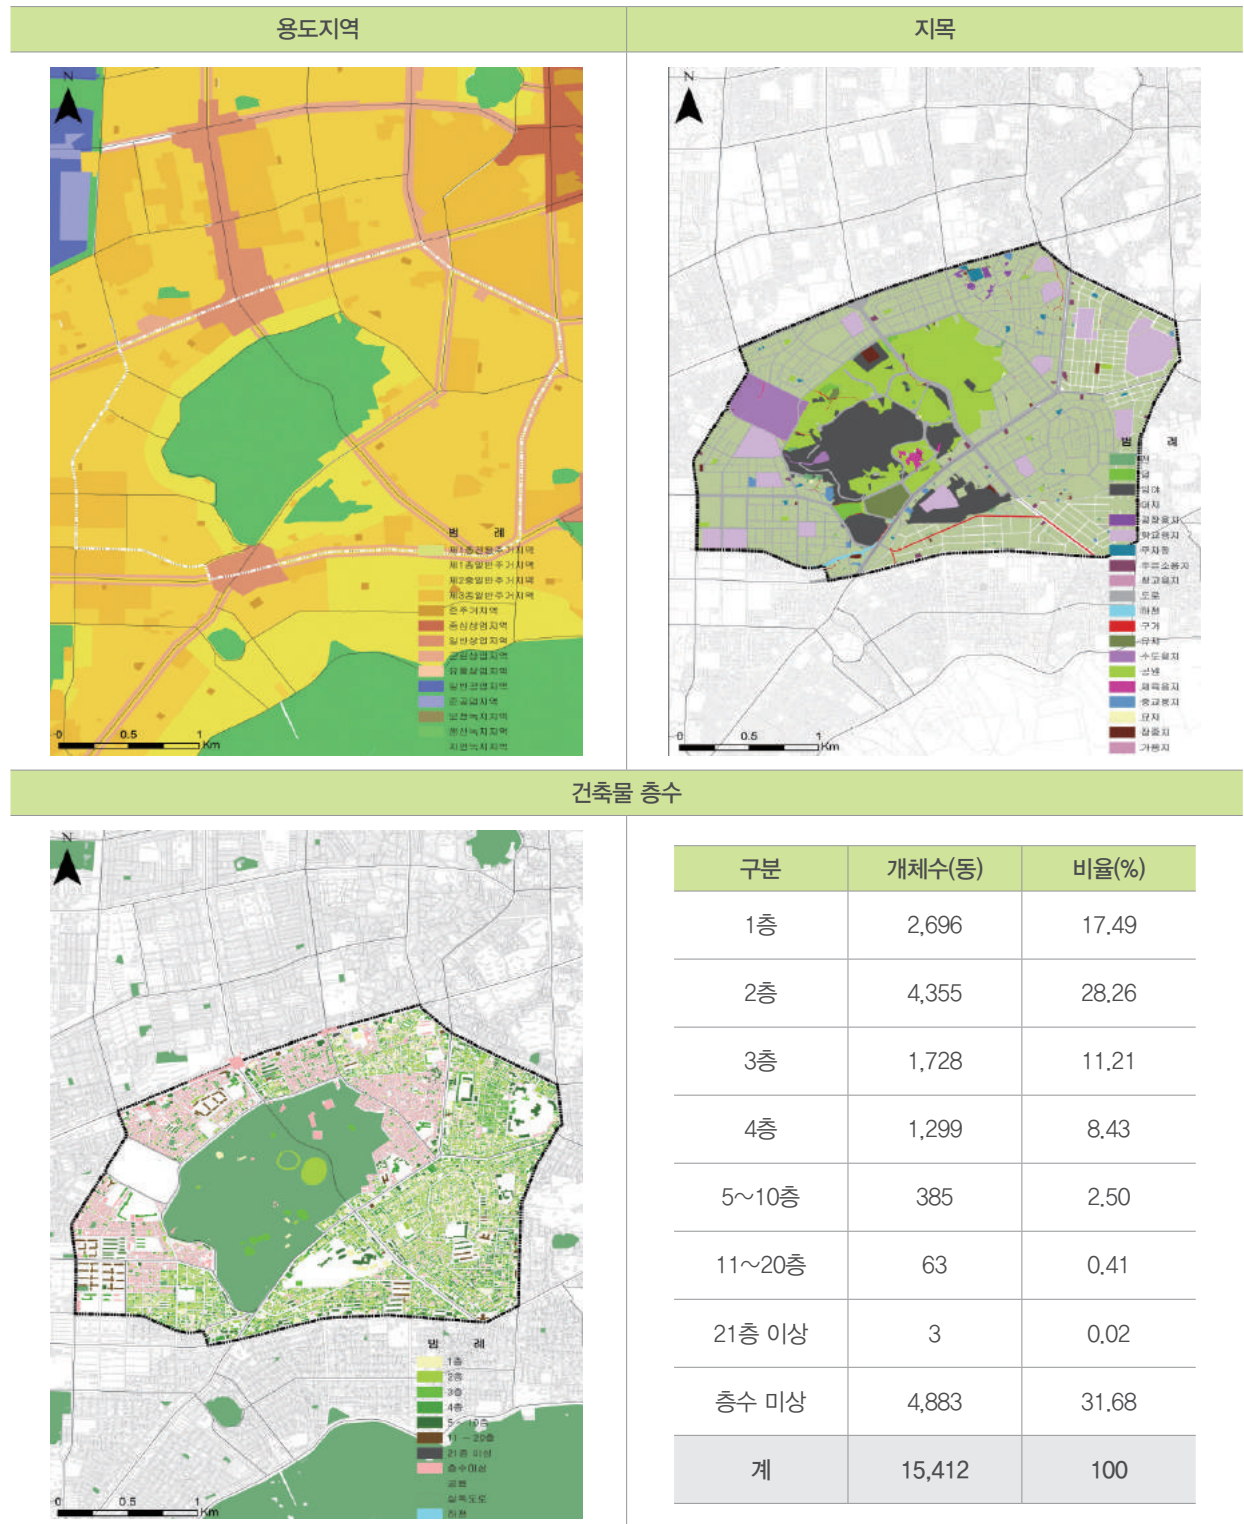 용도지역
지목
N
N
범 례
제1종전용주거지역
제1종일반주거지역
제2종일반주거지역
제3종일반주거지역
준주거지역
중심상업지역
일반상업지역
근린상업지역
유통상업지역
일반공업지역
준공업지역
보전녹지지역
생산녹지지역
자연녹지지역
0 0.5 1 Km
범 례
전
답
임야
대지
공장용지
학교용지
주차장
주유소용지
창고용지
도로
하천
구거
유지
수도용지
공원
체육용지
종교용지
묘지
잡종지
0 0.5 1 Km
건축물 층수
N
범 례
1층
2층
3층
4층
5 ~ 10층
11 ~ 20층
21층 이상
층수미상
공원
실폭도로
하천
0 0.5 1 Km
구분 개체수(동) 비율(%)
1층 2,696 17.49
2층 4,355 28.26
3층 1,728 11.21
4층 1,299 8.43
5~10층 385 2.50
11~20층 63 0.41
21층 이상 3 0.02
층수 미상 4,883 31.68
계 15,412 100